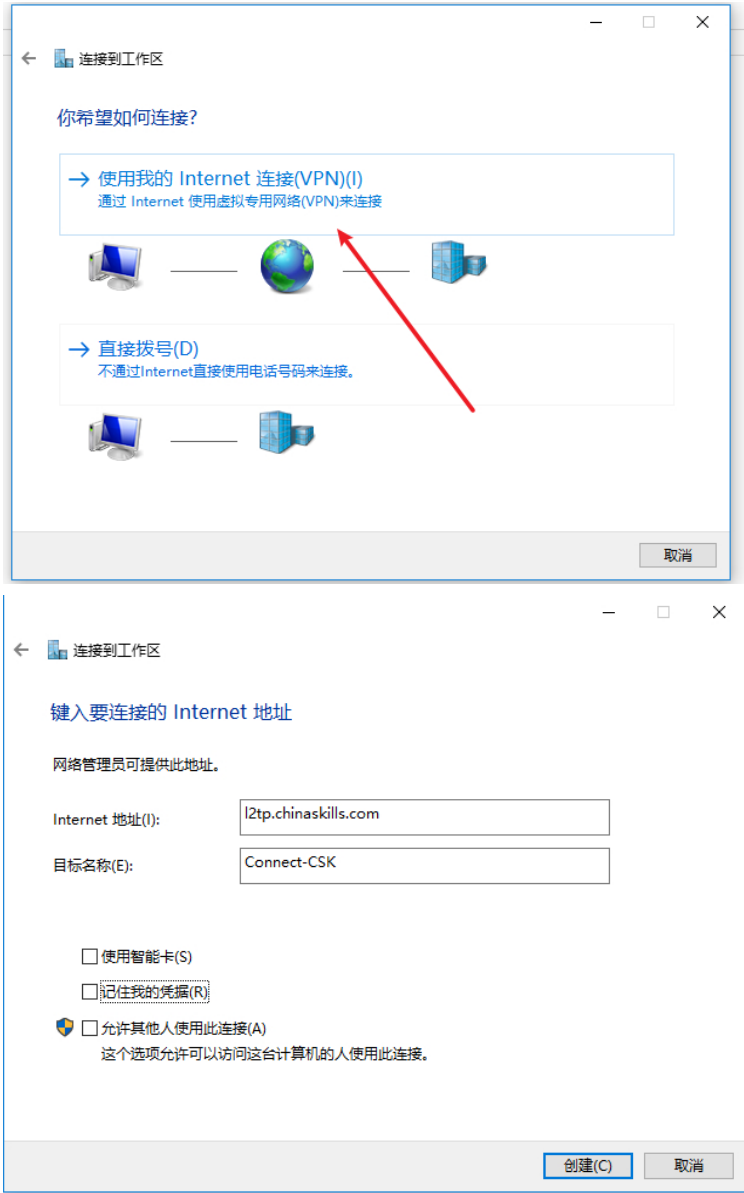 连接到工作区
你希望如何连接?
使用我的 Internet 连接(VPN)(I)
通过 Internet 使用虚拟专用网络(VPN)来连接
直接拨号(D)
不通过Internet直接使用电话号码来连接。
取消
连接到工作区
键入要连接的 Internet 地址
网络管理员可提供此地址。
Internet 地址(I): l2tp.chinaskills.com
目标名称(E): Connect-CSK
使用智能卡(S)
记住我的凭据(R)
允许其他人使用此连接(A)
这个选项允许可以访问这台计算机的人使用此连接。
创建(C) 取消